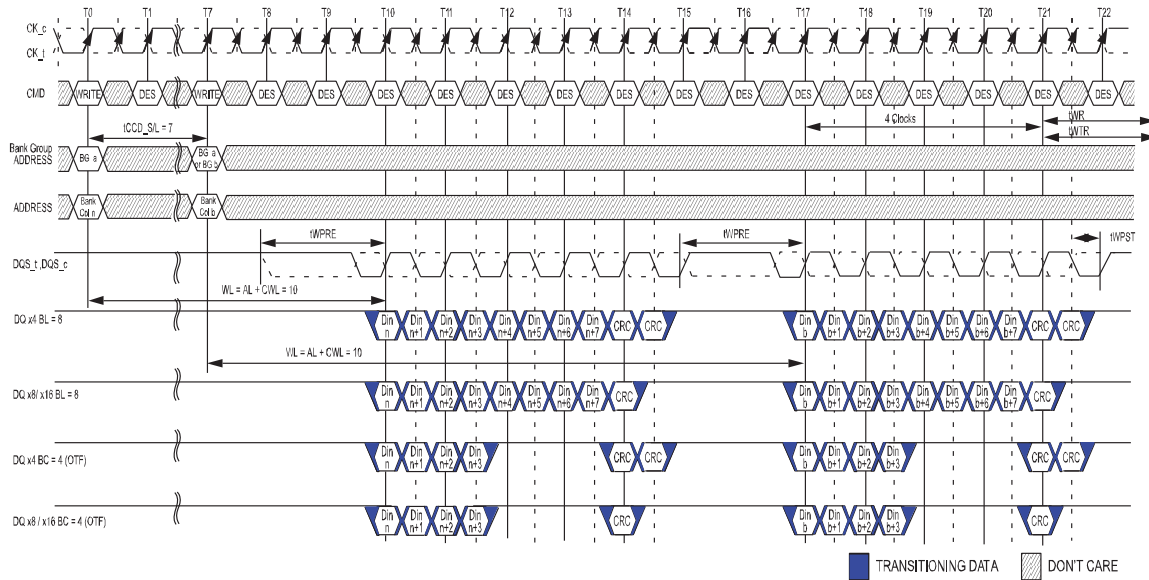 T0 T1 T7 T8 T9 T10 T11 T12 T13 T14 T15 T16 T17 T18 T19 T20 T21 T22
CK_c
CK_t
CMD WRITE DES WRITE DES DES DES DES DES DES DES DES DES DES DES DES DES DES DES
tCCD_S/L = 7 4 Clocks tWR
tWTR
Bank Group
ADDRESS BG a BG a
or BG b
ADDRESS Bank
Col n Bank
Col b
tWPRE tWPRE tWPST
DQS_t ,DQS_c
WL = AL + CWL = 10
DQ x4 BL = 8 Din
n Din
n+1 Din
n+2 Din
n+3 Din
n+4 Din
n+5 Din
n+6 Din
n+7 CRC CRC Din
b Din
b+1 Din
b+2 Din
b+3 Din
b+4 Din
b+5 Din
b+6 Din
b+7 CRC CRC
WL = AL + CWL = 10
DQ x8/ x16 BL = 8 Din
n Din
n+1 Din
n+2 Din
n+3 Din
n+4 Din
n+5 Din
n+6 Din
n+7 CRC Din
b Din
b+1 Din
b+2 Din
b+3 Din
b+4 Din
b+5 Din
b+6 Din
b+7 CRC
DQ x4 BC = 4 (OTF) Din
n Din
n+1 Din
n+2 Din
n+3 CRC CRC Din
b Din
b+1 Din
b+2 Din
b+3 CRC CRC
DQ x8 / x16 BC = 4 (OTF) Din
n Din
n+1 Din
n+2 Din
n+3 CRC Din
b Din
b+1 Din
b+2 Din
b+3 CRC
TRANSITIONING DATA DON'T CARE